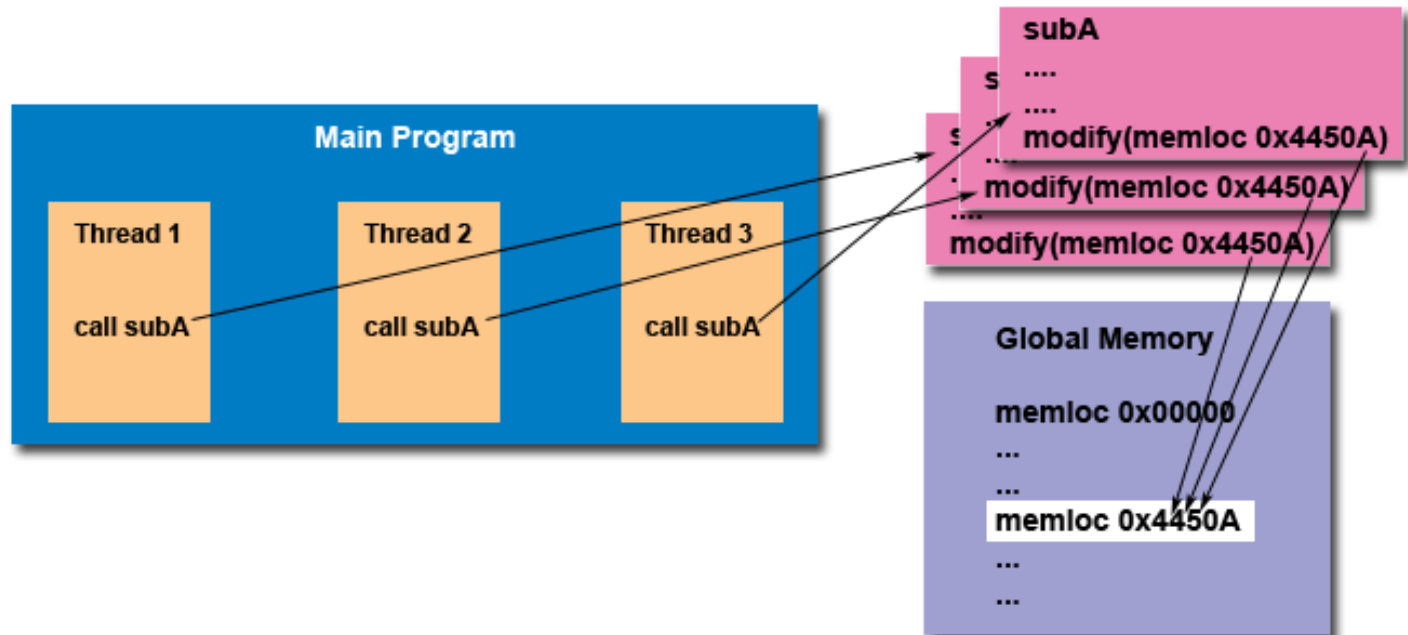 Main Program
Thread 1
call subA
Thread 2
call subA
Thread 3
call subA
subA
....
....
modify(memloc 0x4450A)
s
..
....
modify(memloc 0x4450A)
s
.
....
modify(memloc 0x4450A)
Global Memory
memloc 0x00000
...
...
memloc 0x4450A
...
...